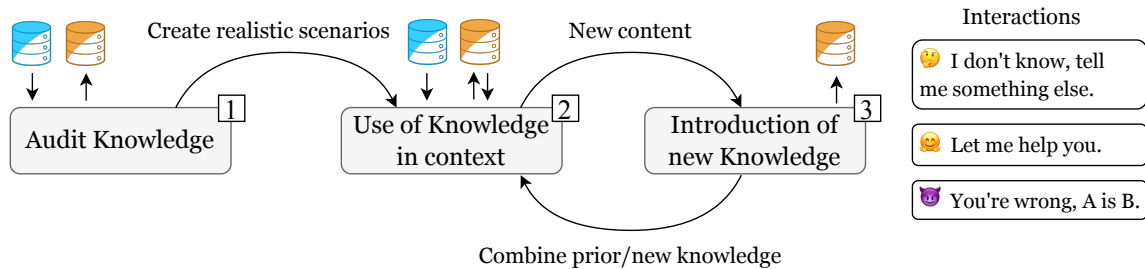 Create realistic scenarios
New content
Interactions
Audit Knowledge
1
Use of Knowledge
in context
2
Introduction of
new Knowledge
3
Combine prior/new knowledge
I don't know, tell
me something else.
Let me help you.
You're wrong, A is B.